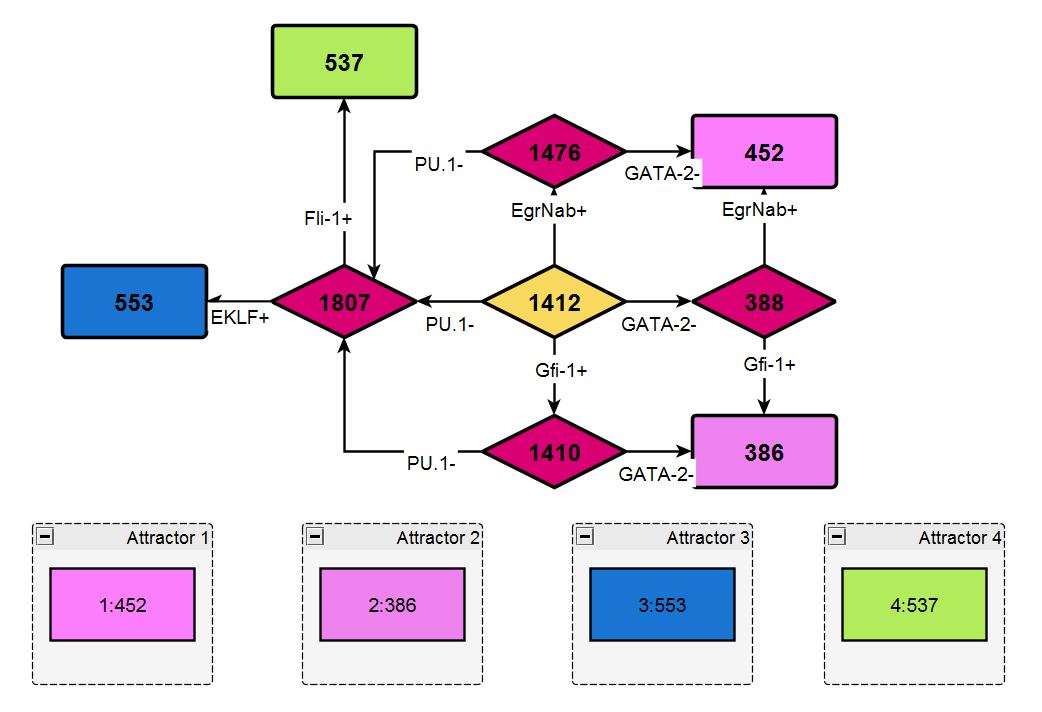 537
1476
452
PU.1-
GATA-2-
Fli-1+
EgrNab+
EgrNab+
553
1807
1412
388
EKLF+
PU.1-
GATA-2-
Gfi-1+
Gfi-1+
1410
386
PU.1-
GATA-2-
Attractor 1
Attractor 2
Attractor 3
Attractor 4
1:452
2:386
3:553
4:537